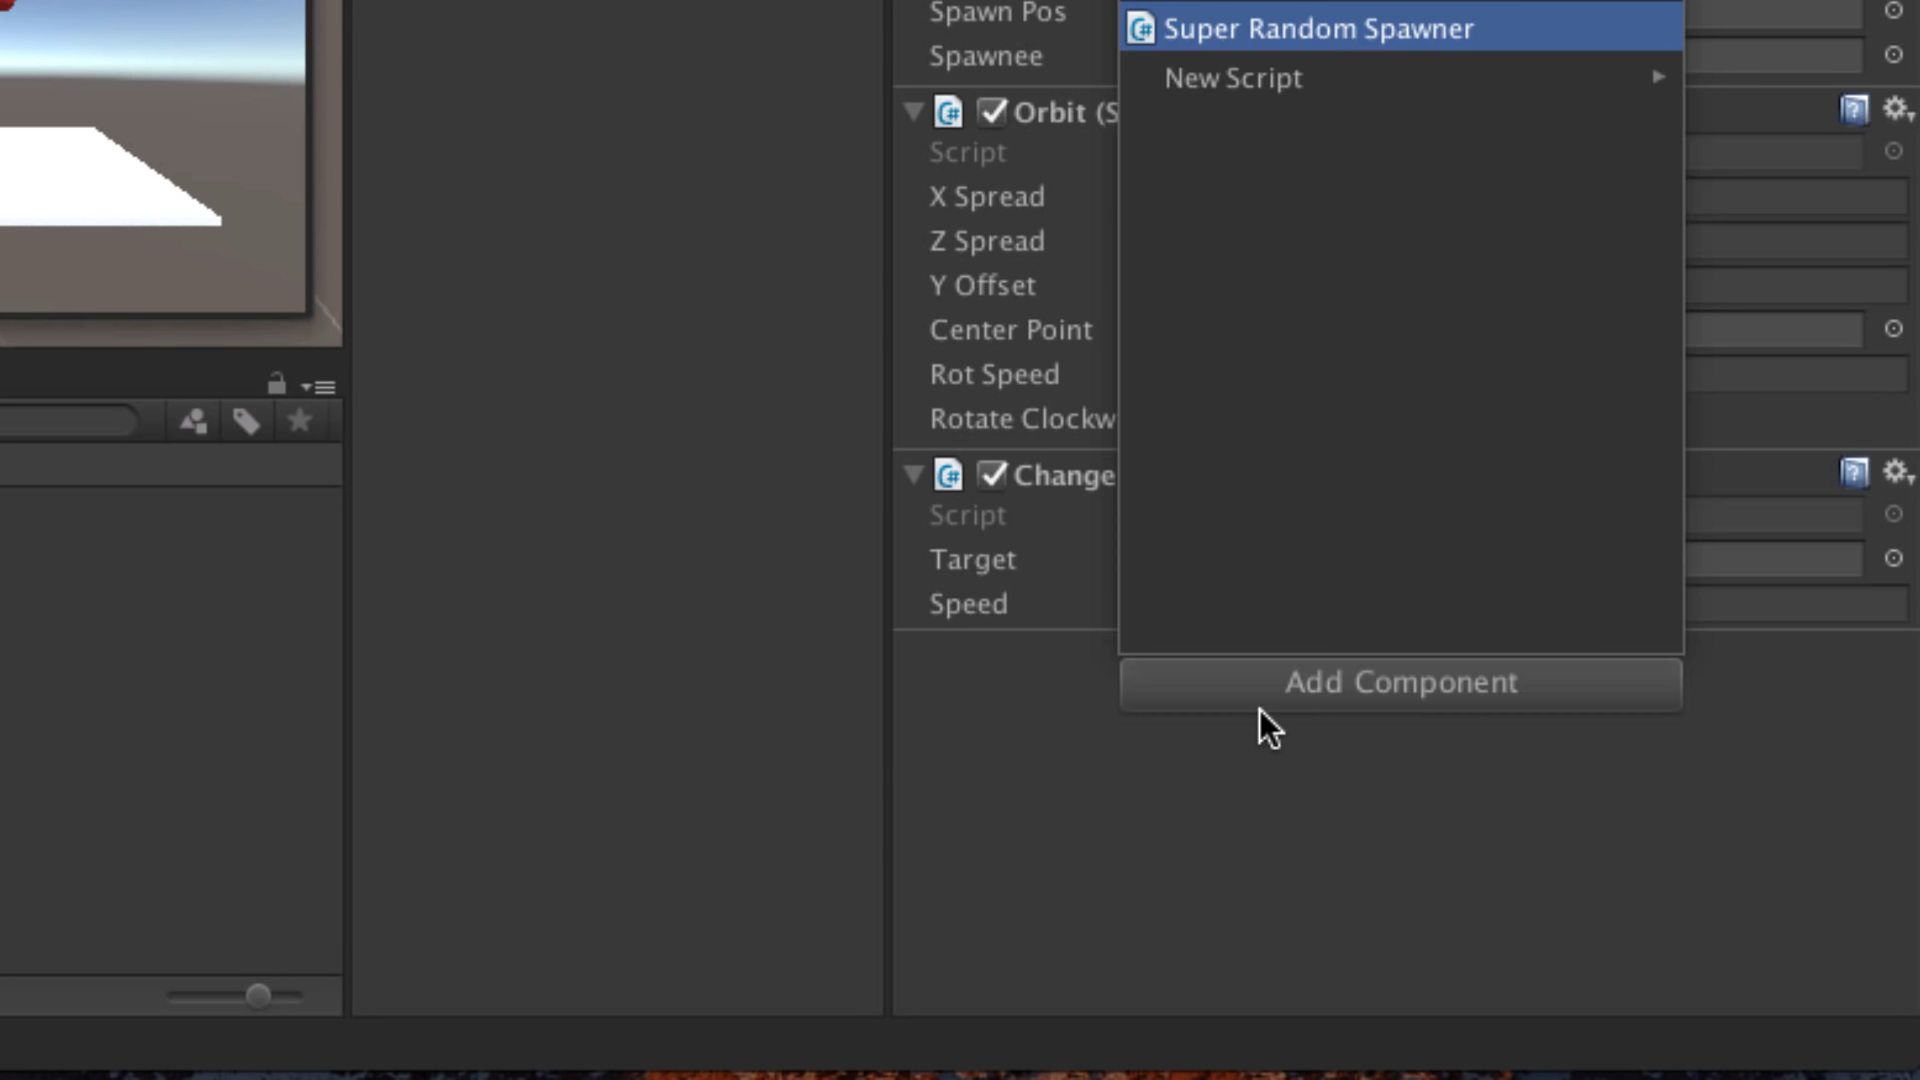 Spawn Pos
Spawnee
Super Random Spawner
New Script
Orbit (S
Script
X Spread
Z Spread
Y Offset
Center Point
Rot Speed
Rotate Clockw
Change
Script
Target
Speed
Add Component